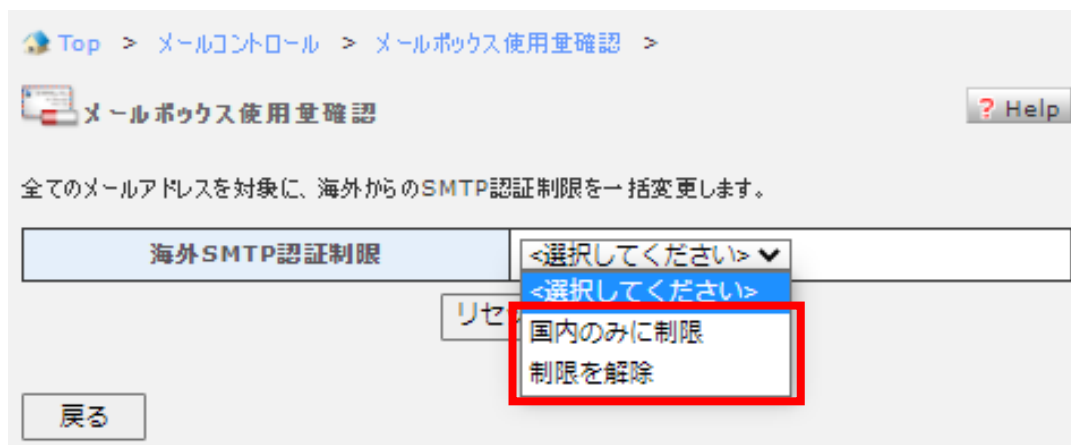 Top > メールコントロール > メールボックス使用量確認 >
メールボックス使用量確認
? Help
全てのメールアドレスを対象に、海外からのSMTP認証制限を一括変更します。
海外SMTP認証制限 <選択してください>
<選択してください>
リセ
国内のみに制限
制限を解除
戻る